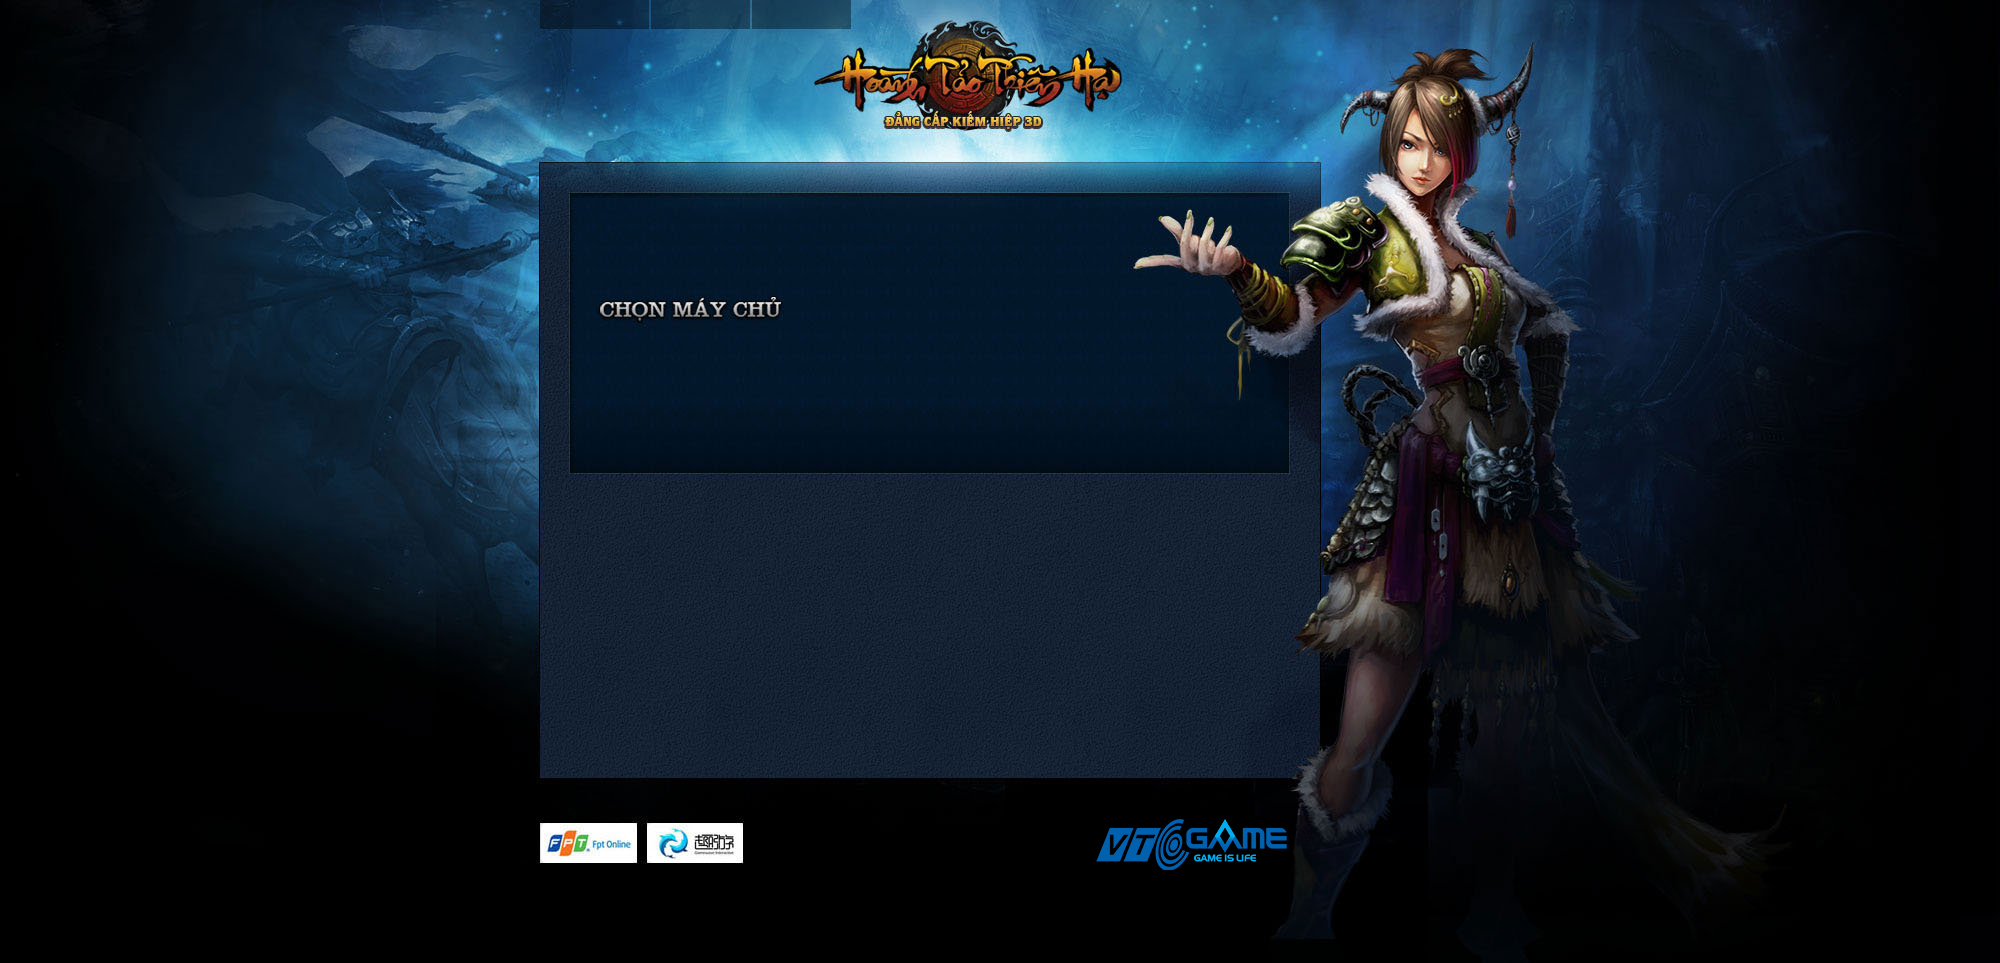 Hoành Tảo Thiên Hạ
ĐẲNG CẤP KIẾM HIỆP 3D
CHỌN MÁY CHỦ
FPT Fpt Online
VTC GAME
GAME IS LIFE